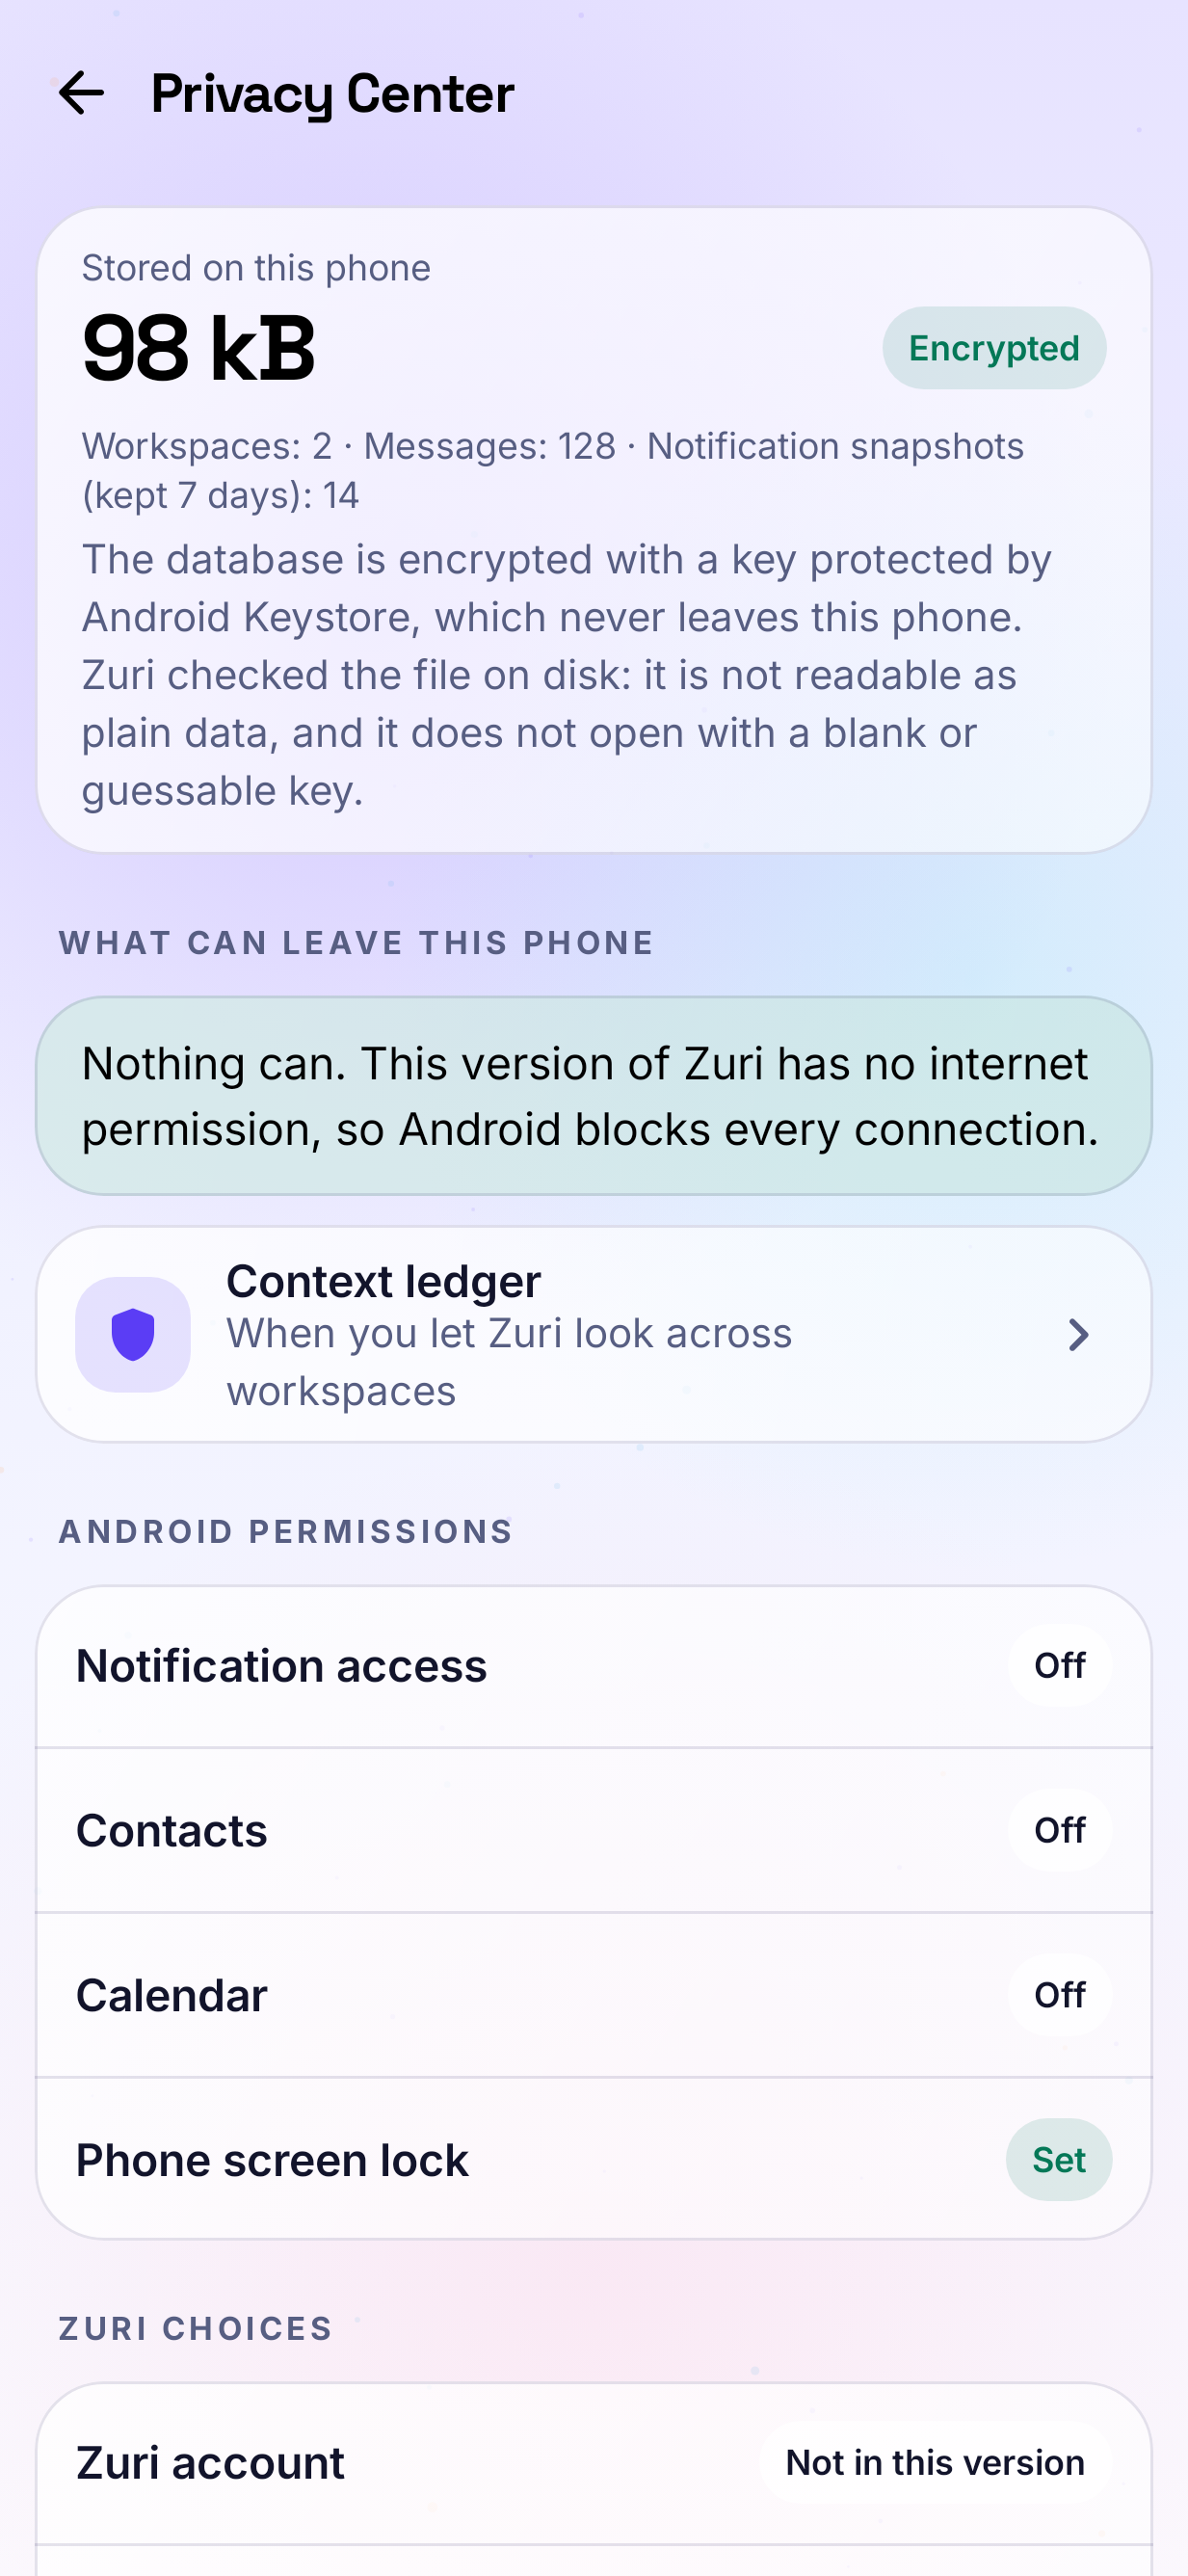 Privacy Center
Stored on this phone
98 kB
Encrypted
Workspaces: 2 · Messages: 128 · Notification snapshots
(kept 7 days): 14
The database is encrypted with a key protected by
Android Keystore, which never leaves this phone.
Zuri checked the file on disk: it is not readable as
plain data, and it does not open with a blank or
guessable key.
WHAT CAN LEAVE THIS PHONE
Nothing can. This version of Zuri has no internet
permission, so Android blocks every connection.
Context ledger
When you let Zuri look across
workspaces
ANDROID PERMISSIONS
Notification access
Off
Contacts
Off
Calendar
Off
Phone screen lock
Set
ZURI CHOICES
Zuri account
Not in this version